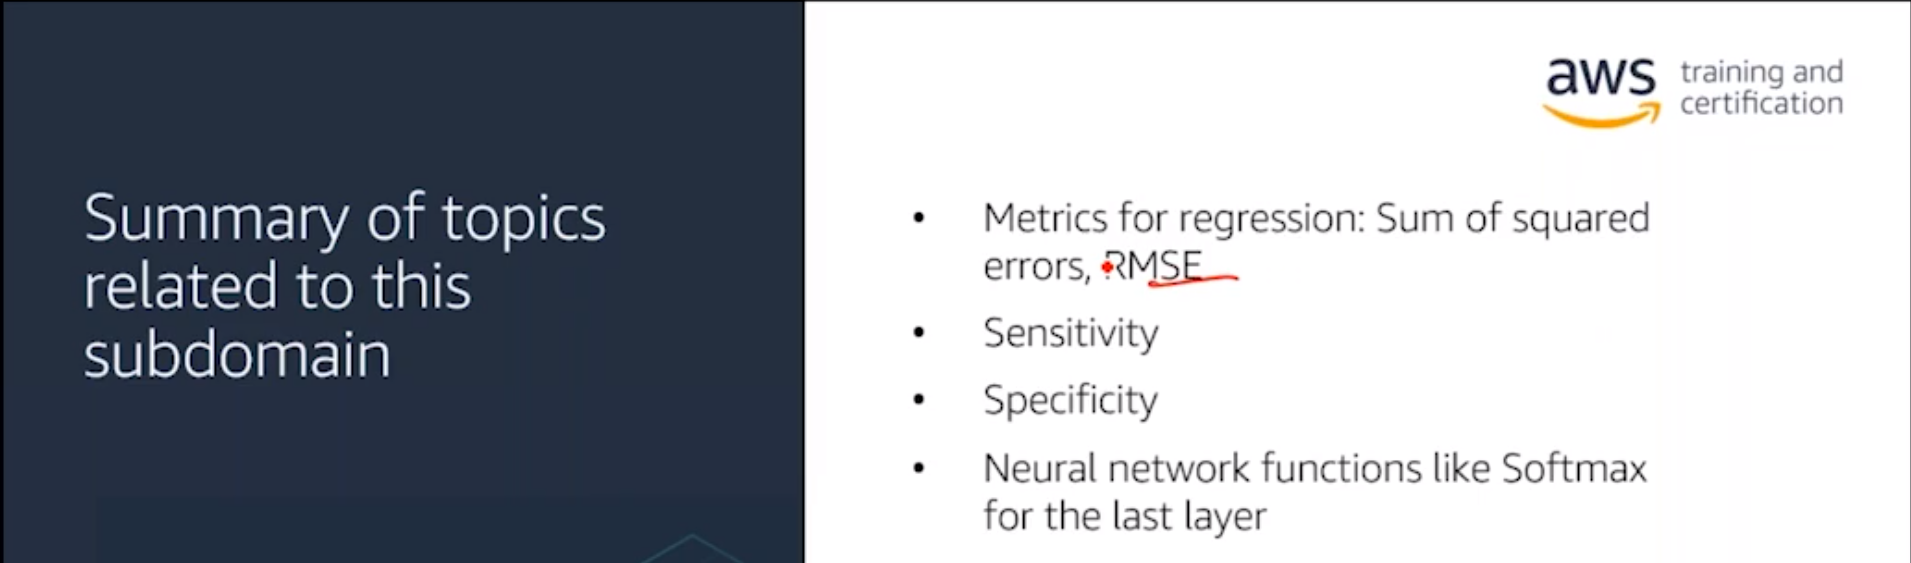 Summary of topics
related to this
subdomain
aws training and
certification
• Metrics for regression: Sum of squared
errors, RMSE
• Sensitivity
• Specificity
• Neural network functions like Softmax
for the last layer